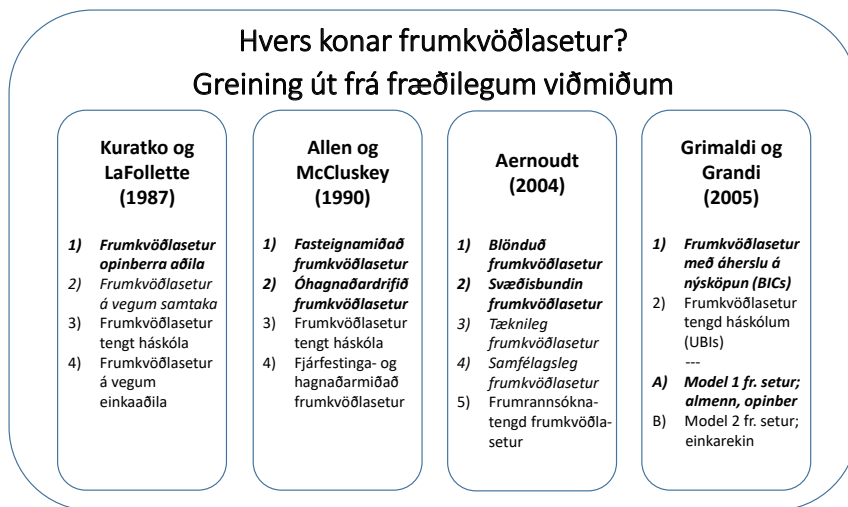 Hvers konar frumkvöðlasetur?
Greining út frá fræðilegum viðmiðum
Kuratko og
LaFollette
(1987)
1) Frumkvöðlasetur
opinberra aðila
2) Frumkvöðlasetur
á vegum samtaka
3) Frumkvöðlasetur
tengt háskóla
4) Frumkvöðlasetur
á vegum
einkaaðila
Allen og
McCluskey
(1990)
1) Fasteignamiðað
frumkvöðlasetur
2) Óhagnaðardrifið
frumkvöðlasetur
3) Frumkvöðlasetur
tengt háskóla
4) Fjárfestinga- og
hagnaðarmiðað
frumkvöðlasetur
Aernoudt
(2004)
1) Blönduð
frumkvöðlasetur
2) Svæðisbundin
frumkvöðlasetur
3) Tæknileg
frumkvöðlasetur
4) Samfélagsleg
frumkvöðlasetur
5) Frumrannsókna-
tengd frumkvöðla-
setur
Grimaldi og
Grandi
(2005)
1) Frumkvöðlasetur
með áherslu á
nýsköpun (BICs)
2) Frumkvöðlasetur
tengd háskólum
(UBIs)
---
A) Model 1 fr. setur;
almenn, opinber
B) Model 2 fr. setur;
einkarekin